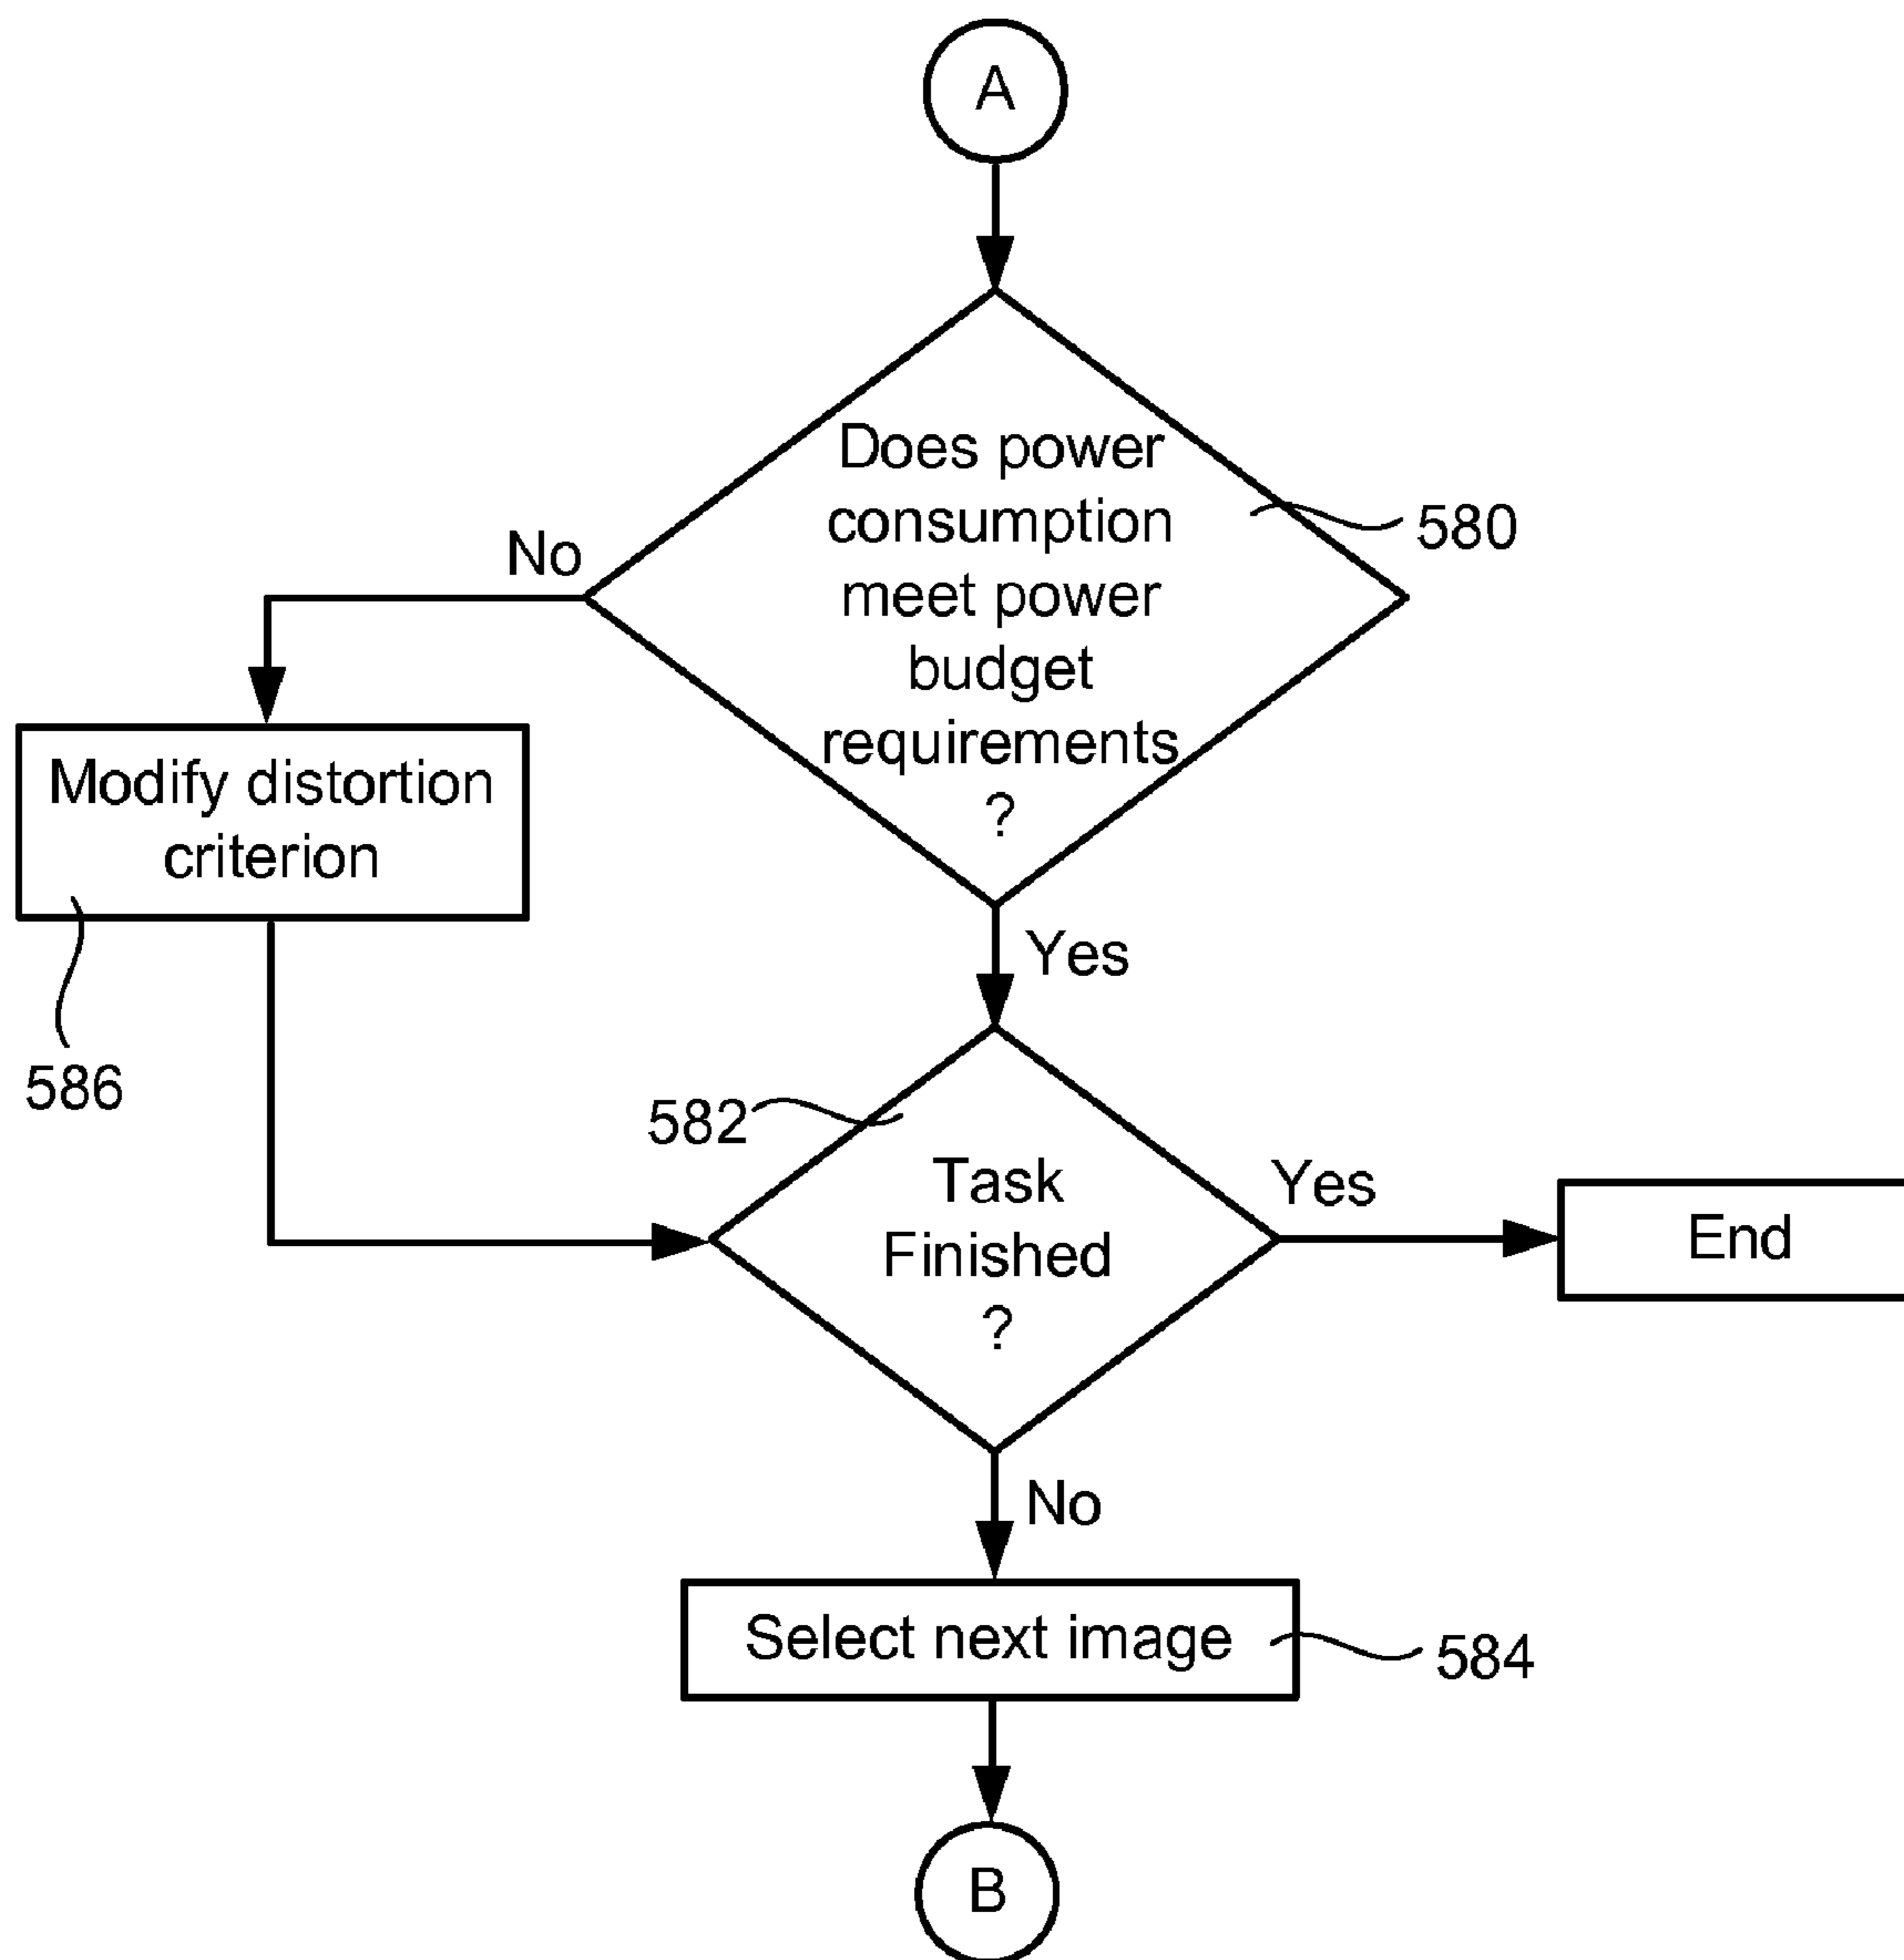 A
Does power
consumption
meet power
budget
requirements
?
580
No
Modify distortion
criterion
586
Yes
582
Task
Finished
?
Yes
End
No
Select next image
584
B